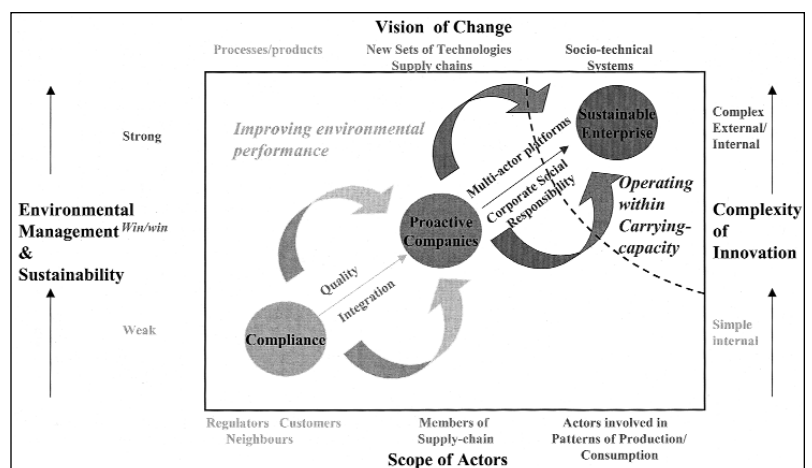 Vision of Change
Processes/products
New Sets of Technologies
Supply chains
Socio-technical
Systems
Strong
Improving environmental
performance
Multi-actor platforms
Corporate Social
Responsibility
Sustainable
Enterprise
Complex
External/
Internal
Environmental
Management
&
Sustainability
Win/win
Proactive
Companics
Operating
within
Carrying-
capacity
Complexity
of
Innovation
Quality
Integration
Compliance
Weak
Simple
internal
Regulators Customers
Neighbours
Members of
Supply-chain
Actors involved in
Patterns of Production/
Consumption
Scope of Actors